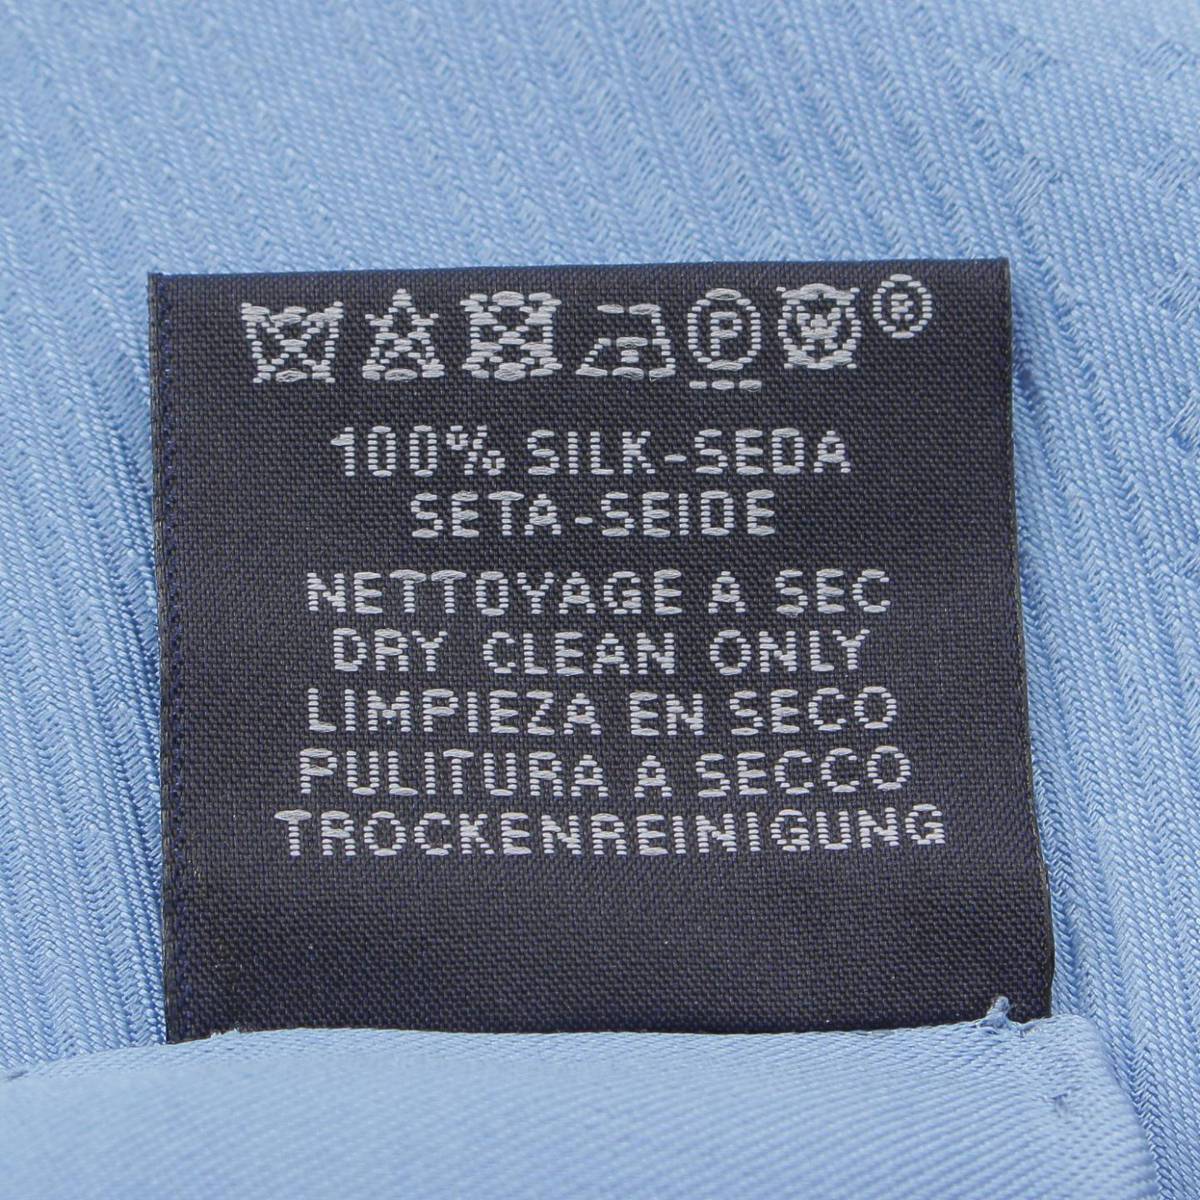 P ®
100% SILK-SEDA
SETA-SEIDE
NETTOYAGE A SEC
DRY CLEAN ONLY
LIMPIEZA EN SECO
PULITURA A SECCO
TROCKENREINIGUNG